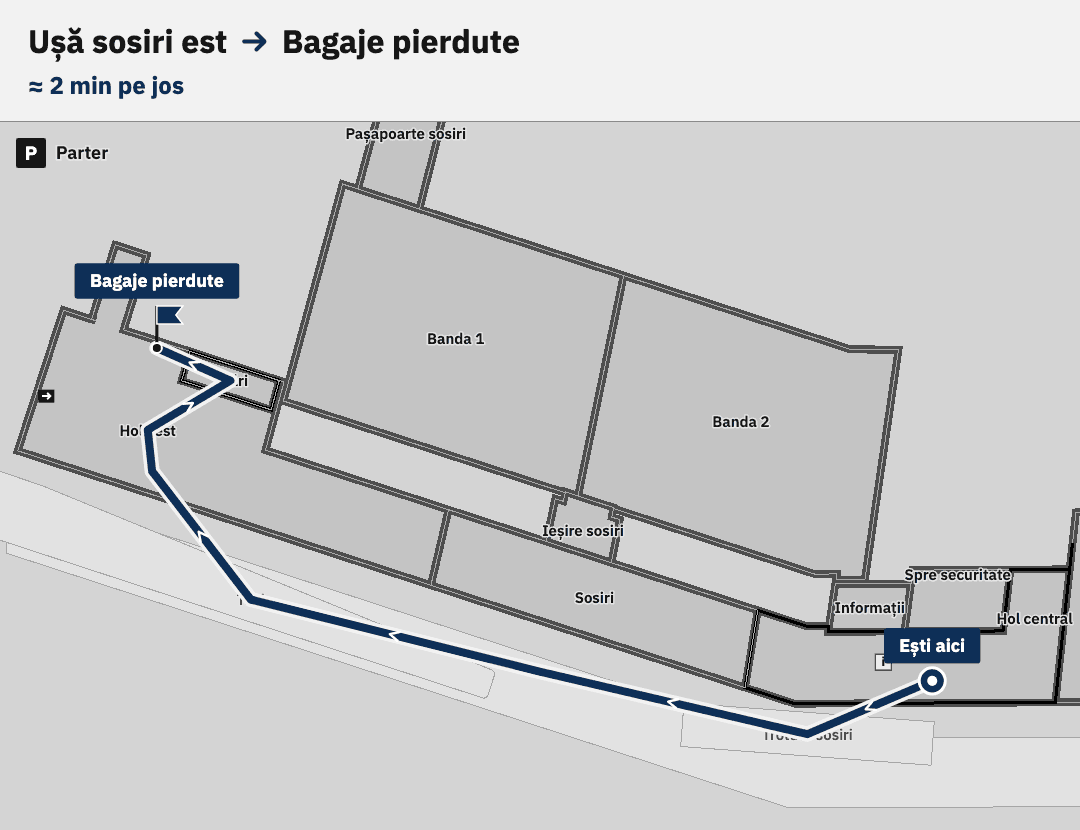 Ușă sosiri est → Bagaje pierdute
≈ 2 min pe jos
P Parter
Pașapoarte sosiri
Bagaje pierdute
Banda 1
Banda 2
Ieșire sosiri
Spre securitate
Sosiri
Informații
Hol central
Ești aici
i
sosiri